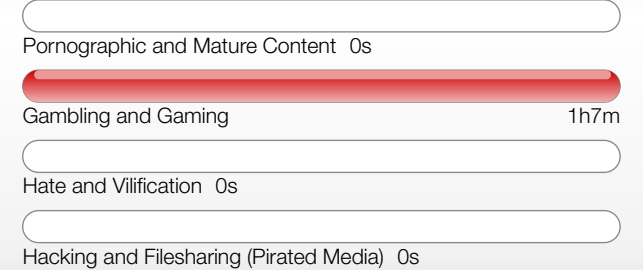 Pornographic and Mature Content 0s
Gambling and Gaming 1h7m
Hate and Vilification 0s
Hacking and Filesharing (Pirated Media) 0s